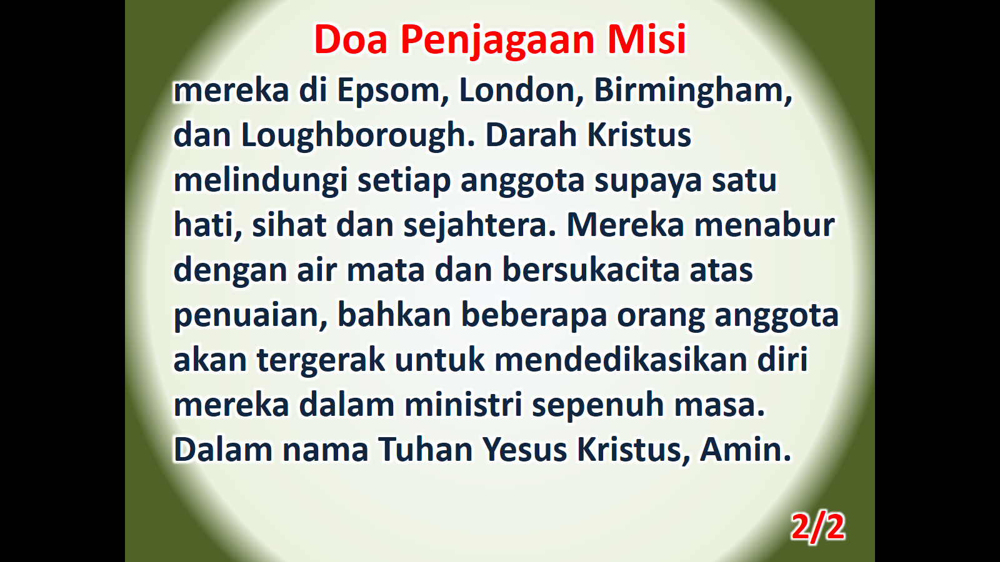 Doa Penjagaan Misi
mereka di Epsom, London, Birmingham,
dan Loughborough. Darah Kristus
melindungi setiap anggota supaya satu
hati, sihat dan sejahtera. Mereka menabur
dengan air mata dan bersukacita atas
penuaian, bahkan beberapa orang anggota
akan tergerak untuk mendedikasikan diri
mereka dalam ministri sepenuh masa.
Dalam nama Tuhan Yesus Kristus, Amin.
2/2